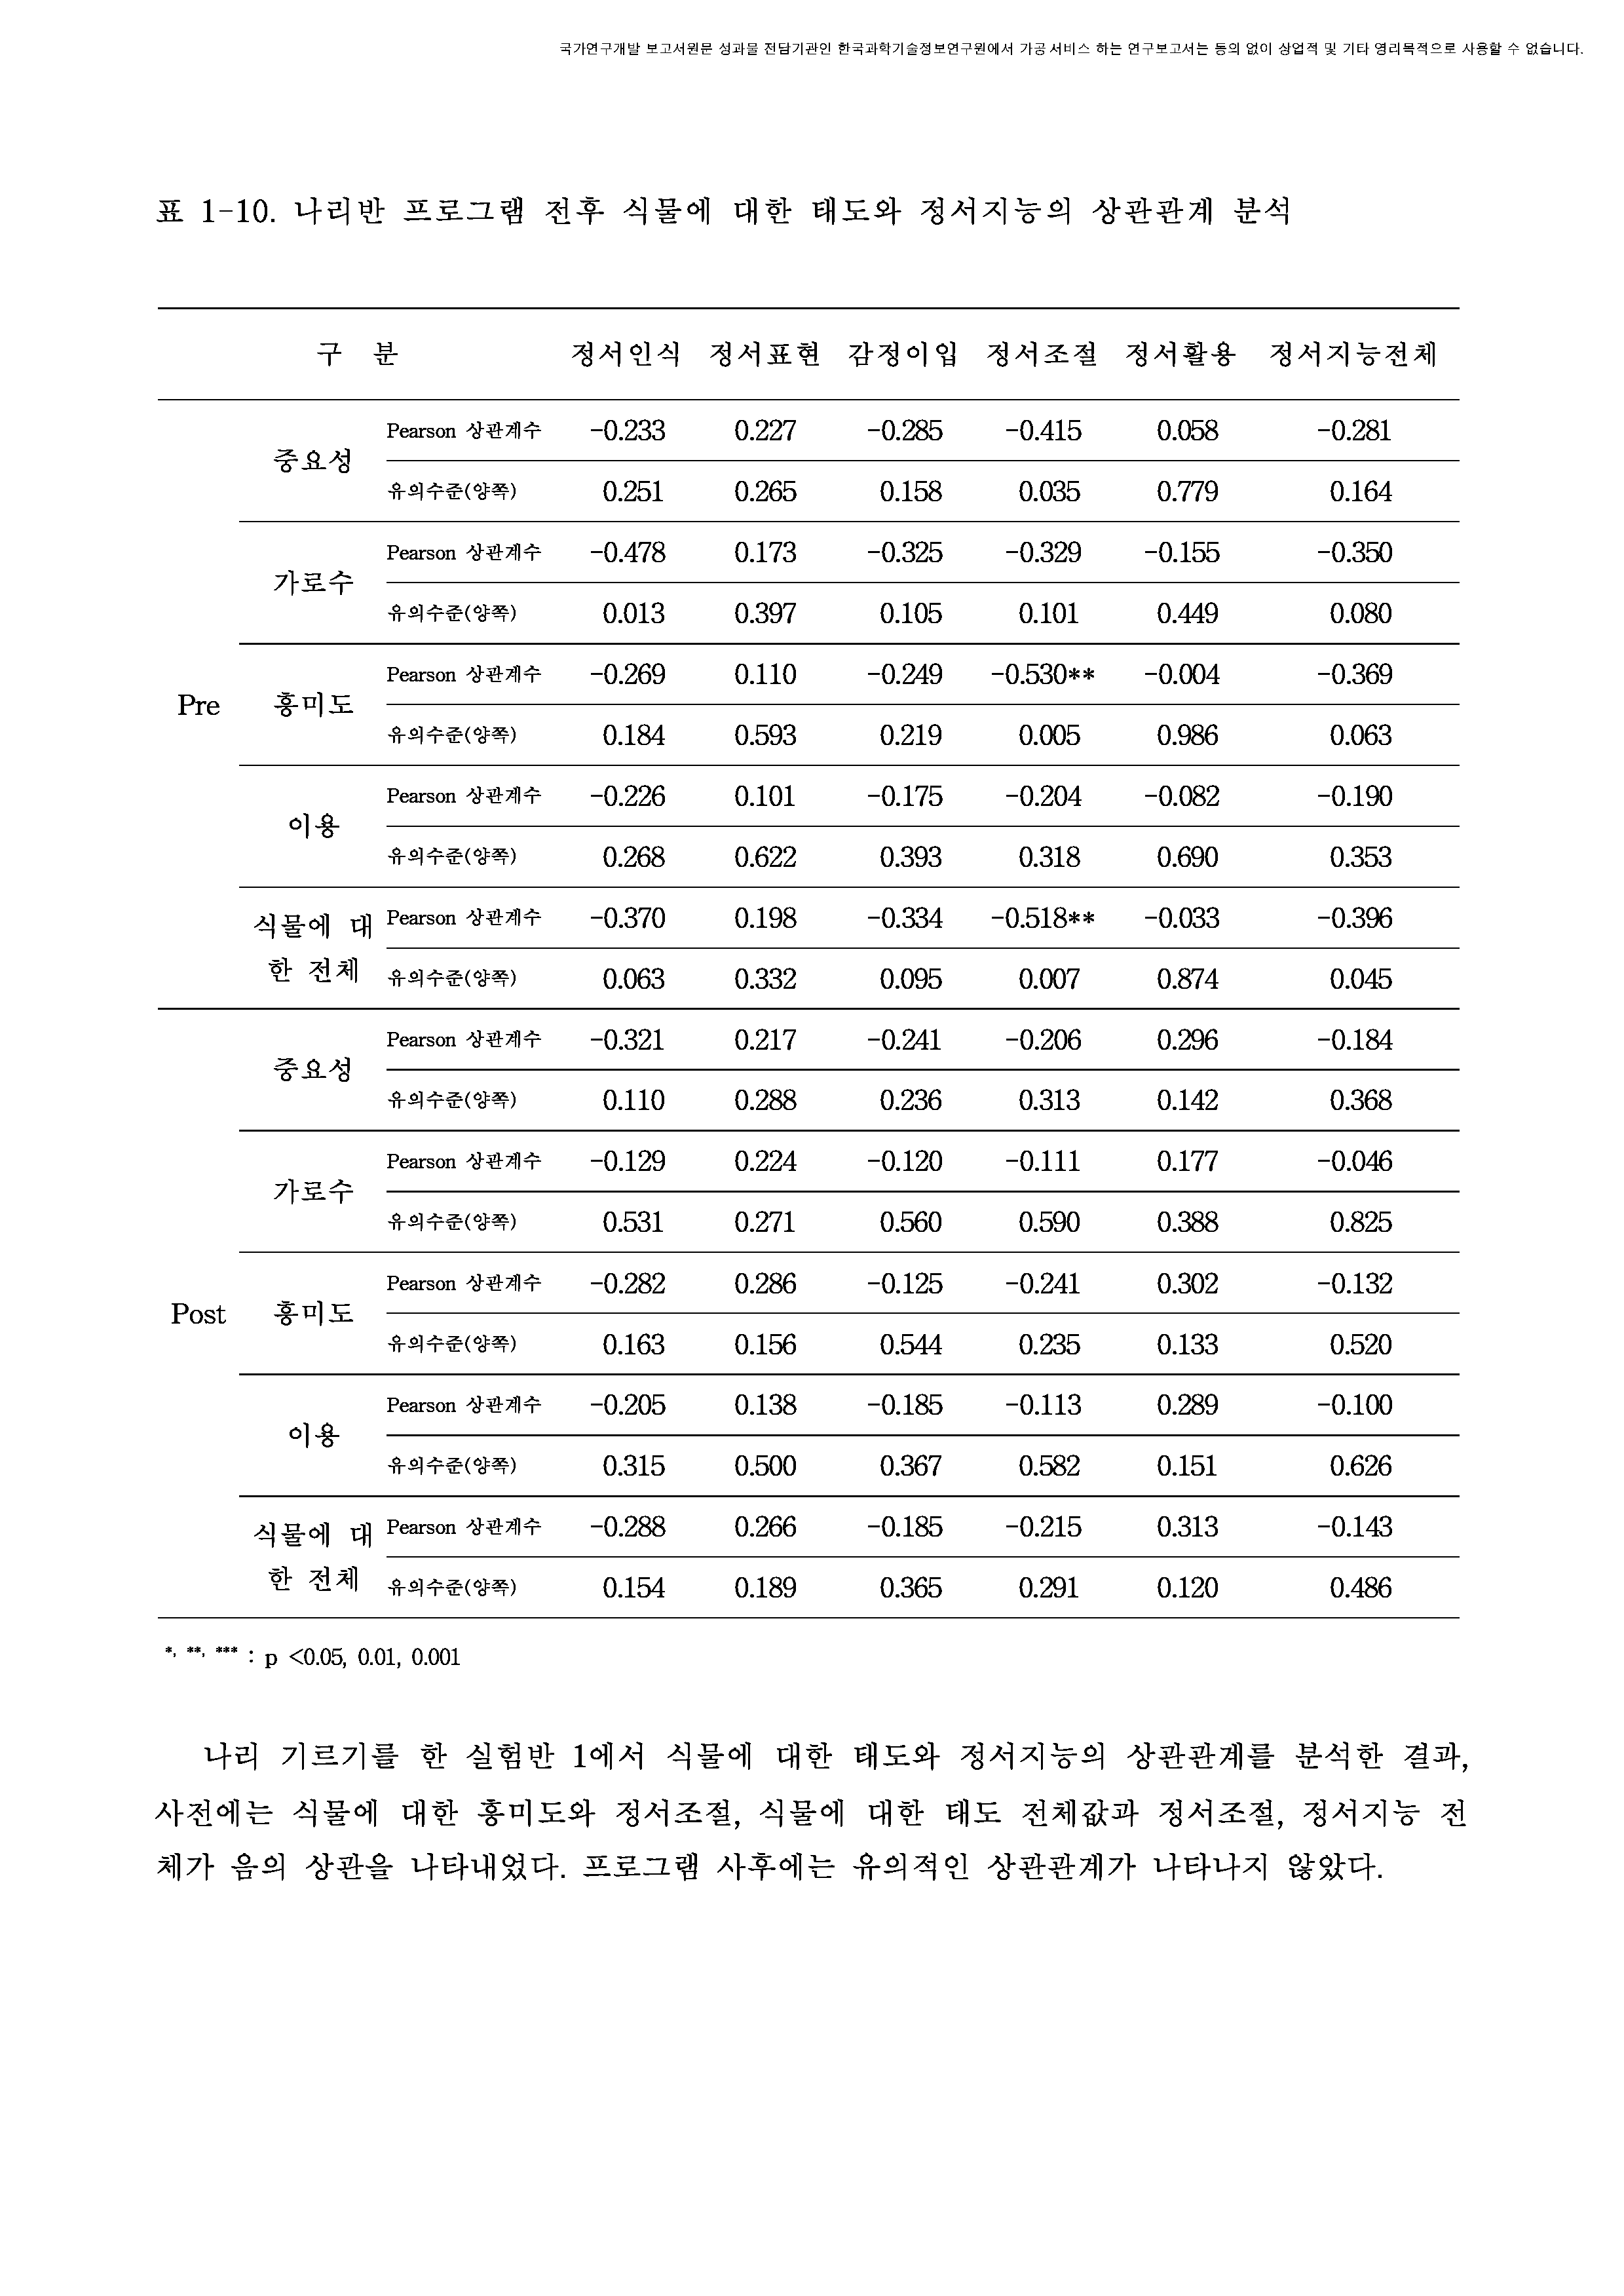 국가연구개발 보고서원문 성과물 전담기관인 한국과학기술정보연구원에서 가공·서비스 하는 연구보고서는 동의 없이 상업적 및 기타 영리목적으로 사용할 수 없습니다.
표 1-10. 나리반 프로그램 전후 식물에 대한 태도와 정서지능의 상관관계 분석
구 분 정서인식 정서표현 감정이입 정서조절 정서활용 정서지능전체
Pre
중요성
Pearson 상관계수 -0.233 0.227 -0.285 -0.415 0.058 -0.281
유의수준(양쪽) 0.251 0.265 0.158 0.035 0.779 0.164
가로수
Pearson 상관계수 -0.478 0.173 -0.325 -0.329 -0.155 -0.350
유의수준(양쪽) 0.013 0.397 0.105 0.101 0.449 0.080
흥미도
Pearson 상관계수 -0.269 0.110 -0.249 -0.530** -0.004 -0.369
유의수준(양쪽) 0.184 0.593 0.219 0.005 0.986 0.063
이용
Pearson 상관계수 -0.226 0.101 -0.175 -0.204 -0.082 -0.190
유의수준(양쪽) 0.268 0.622 0.393 0.318 0.690 0.353
식물에 대
한 전체
Pearson 상관계수 -0.370 0.198 -0.334 -0.518** -0.033 -0.396
유의수준(양쪽) 0.063 0.332 0.095 0.007 0.874 0.045
Post
중요성
Pearson 상관계수 -0.321 0.217 -0.241 -0.206 0.296 -0.184
유의수준(양쪽) 0.110 0.288 0.236 0.313 0.142 0.368
가로수
Pearson 상관계수 -0.129 0.224 -0.120 -0.111 0.177 -0.046
유의수준(양쪽) 0.531 0.271 0.560 0.590 0.388 0.825
흥미도
Pearson 상관계수 -0.282 0.286 -0.125 -0.241 0.302 -0.132
유의수준(양쪽) 0.163 0.156 0.544 0.235 0.133 0.520
이용
Pearson 상관계수 -0.205 0.138 -0.185 -0.113 0.289 -0.100
유의수준(양쪽) 0.315 0.500 0.367 0.582 0.151 0.626
식물에 대
한 전체
Pearson 상관계수 -0.288 0.266 -0.185 -0.215 0.313 -0.143
유의수준(양쪽) 0.154 0.189 0.365 0.291 0.120 0.486
*, **, *** : p <0.05, 0.01, 0.001
나리 기르기를 한 실험반 1에서 식물에 대한 태도와 정서지능의 상관관계를 분석한 결과,
사전에는 식물에 대한 흥미도와 정서조절, 식물에 대한 태도 전체값과 정서조절, 정서지능 전
체가 음의 상관을 나타내었다. 프로그램 사후에는 유의적인 상관관계가 나타나지 않았다.